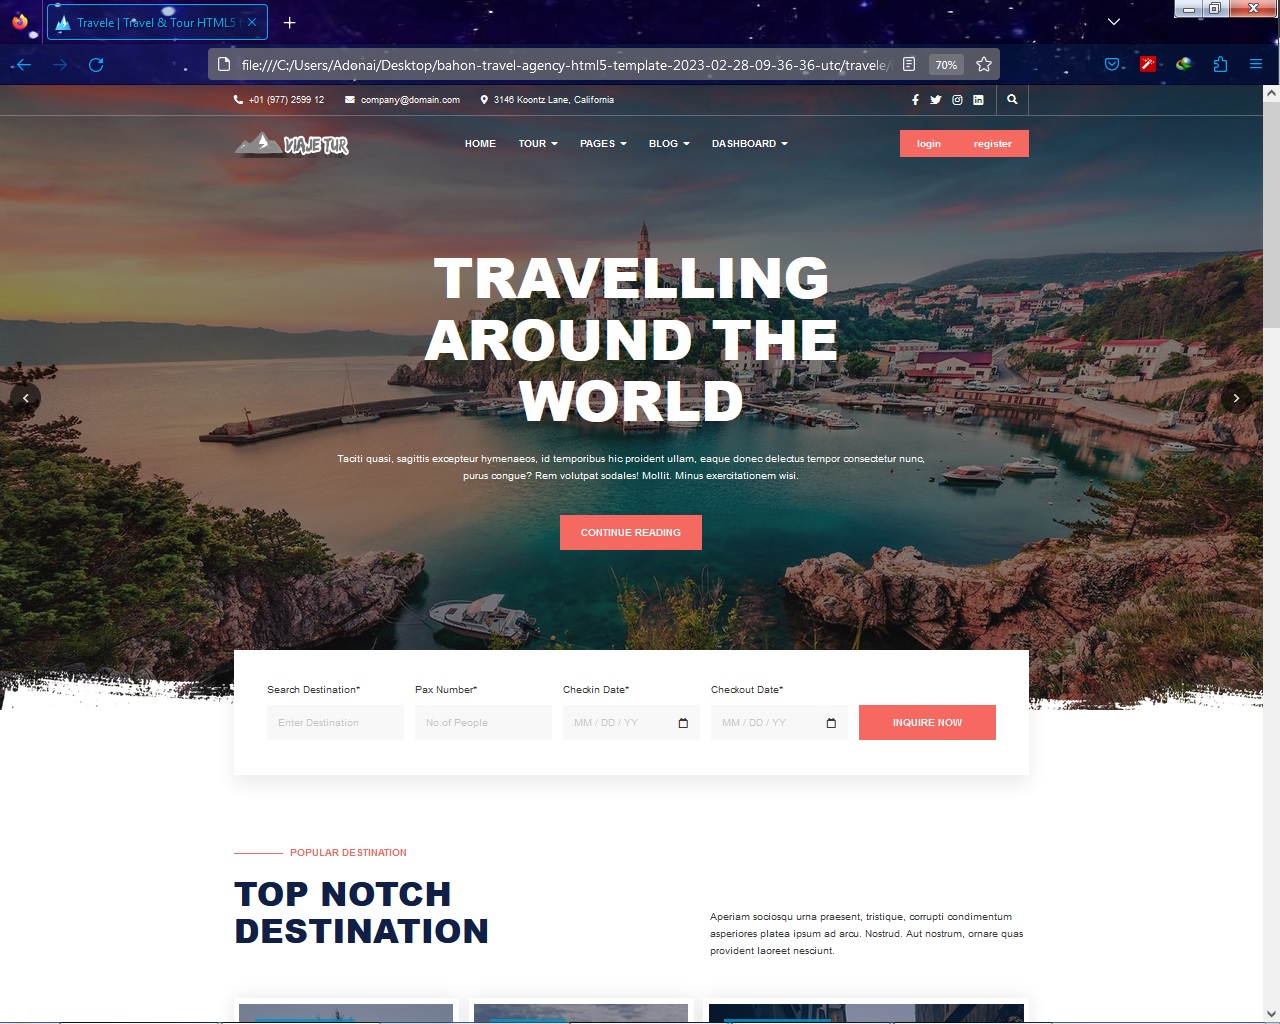 Travele | Travel & Tour HTML5
file:///C:/Users/Adonai/Desktop/bahon-travel-agency-html5-template-2023-02-28-09-36-36-utc/travele/
70%
+01 (977) 2599 12 company@domain.com 3146 Koontz Lane, California
VIAJE TUR
HOME TOUR PAGES BLOG DASHBOARD
login register
TRAVELLING
AROUND THE
WORLD
Taciti quasi, sagittis excepteur hymenaeos, id temporibus hic proident ullam, eaque donec delectus tempor consectetur nunc,
purus congue? Rem volutpat sodales! Mollit. Minus exercitationem wisi.
CONTINUE READING
Search Destination* Pax Number* Checkin Date* Checkout Date*
Enter Destination No.of People MM / DD / YY MM / DD / YY INQUIRE NOW
POPULAR DESTINATION
TOP NOTCH
DESTINATION
Aperiam sociosqu urna praesent, tristique, corrupti condimentum
asperiores platea ipsum ad arcu. Nostrud. Aut nostrum, ornare quas
provident laoreet nesciunt.